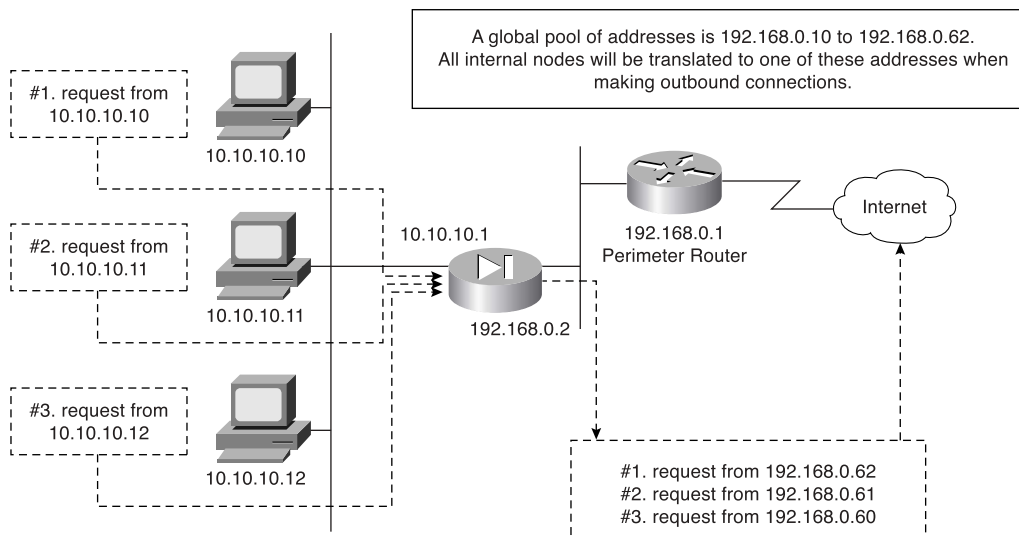 A global pool of addresses is 192.168.0.10 to 192.168.0.62.
All internal nodes will be translated to one of these addresses when
making outbound connections.
#1. request from
10.10.10.10
10.10.10.10
#2. request from
10.10.10.11
10.10.10.11
10.10.10.1
192.168.0.2
192.168.0.1
Perimeter Router
Internet
#3. request from
10.10.10.12
10.10.10.12
#1. request from 192.168.0.62
#2. request from 192.168.0.61
#3. request from 192.168.0.60